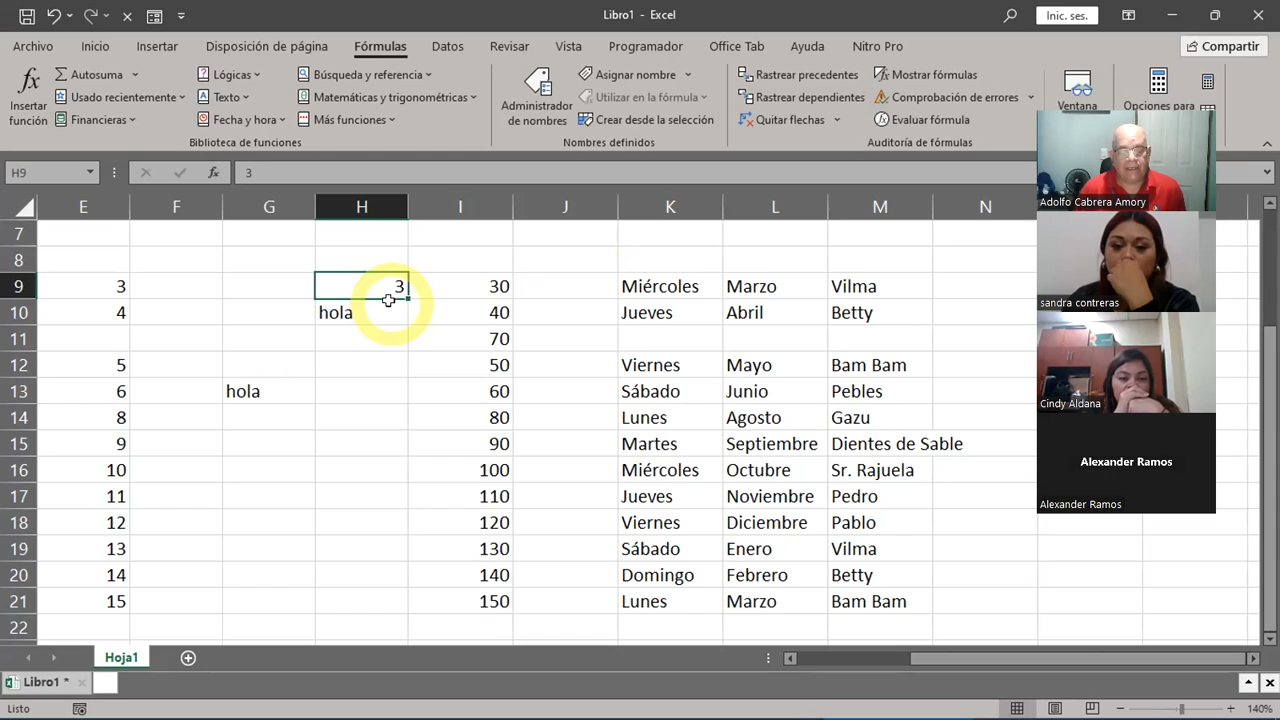 Libro1 - Excel
Inic. ses.
Archivo Inicio Insertar Disposición de página Fórmulas Datos Revisar Vista Programador Office Tab Ayuda Nitro Pro Compartir
fx Autosuma Lógicas Búsqueda y referencia Asignar nombre Rastrear precedentes Mostrar fórmulas
Insertar función Usado recientemente Texto Matemáticas y trigonométricas Administrador de nombres Utilizar en la fórmula Rastrear dependientes Comprobación de errores Ventana Opciones para
Financieras Fecha y hora Más funciones Crear desde la selección Quitar flechas Evaluar fórmula
Biblioteca de funciones Nombres definidos Auditoría de fórmulas
H9 fx 3
E F G H I J K L M N
7
8
9 3 3 30 Miércoles Marzo Vilma
10 4 hola 40 Jueves Abril Betty
11 70
12 5 50 Viernes Mayo Bam Bam
13 6 hola 60 Sábado Junio Pebles
14 8 80 Lunes Agosto Gazu
15 9 90 Martes Septiembre Dientes de Sable
16 10 100 Miércoles Octubre Sr. Rajuela
17 11 110 Jueves Noviembre Pedro
18 12 120 Viernes Diciembre Pablo
19 13 130 Sábado Enero Vilma
20 14 140 Domingo Febrero Betty
21 15 150 Lunes Marzo Bam Bam
22
Adolfo Cabrera Amory
sandra contreras
Cindy Aldana
Alexander Ramos
Alexander Ramos
Hoja1
Libro1 *
Listo
140%